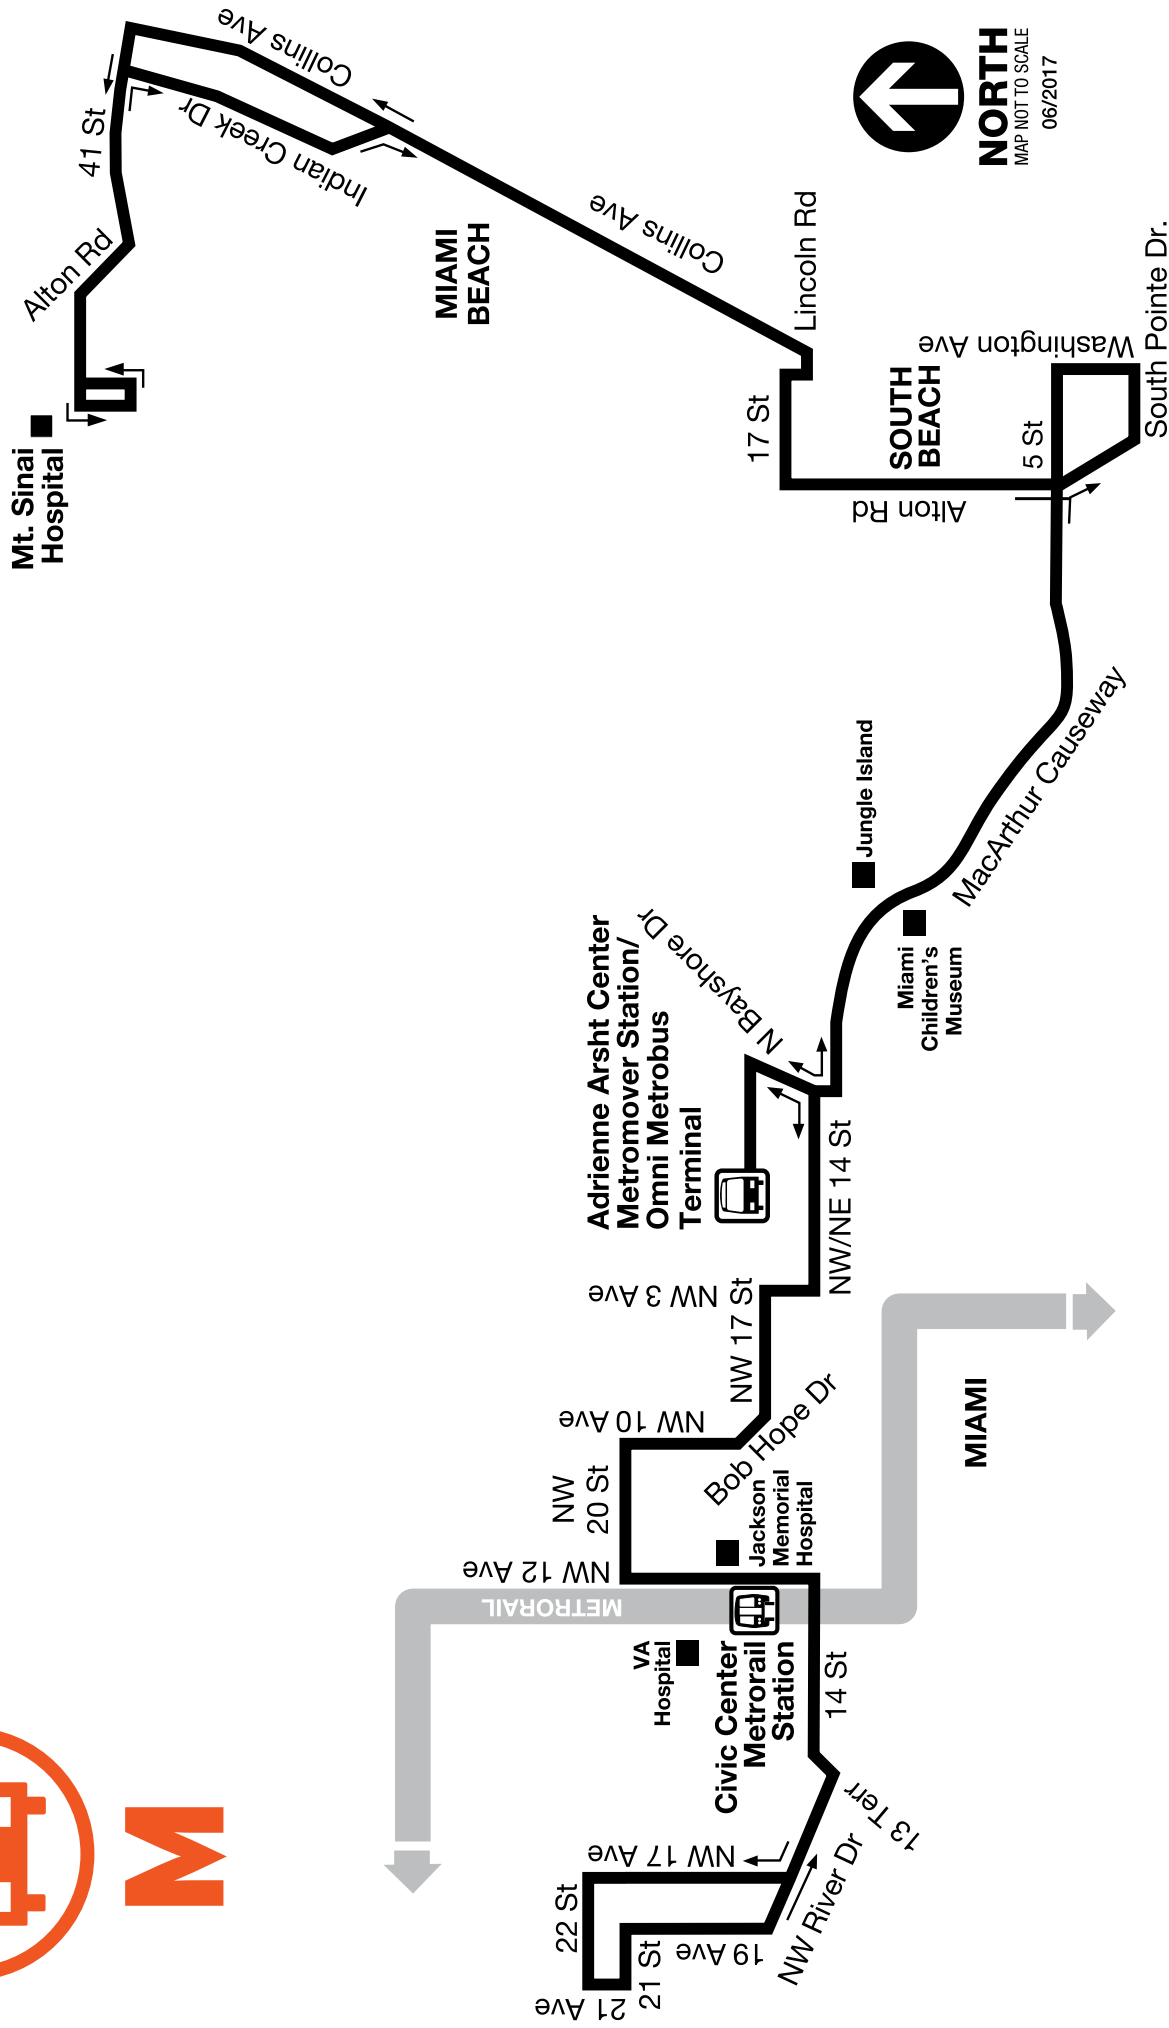 M
Mt. Sinai
Hospital
Alton Rd
41 St
Indian Creek Dr
Collins Ave
MIAMI
BEACH
Collins Ave
Lincoln Rd
17 St
SOUTH
BEACH
Alton Rd
5 St
Washington Ave
South Pointe Dr.
NORTH
MAP NOT TO SCALE
06/2017
MacArthur Causeway
Jungle Island
Miami
Children's
Museum
N Bayshore Dr
Adrienne Arsht Center
Metromover Station/
Omni Metrobus
Terminal
NW/NE 14 St
NW 3 Ave
NW 17 St
Bob Hope Dr
NW 10 Ave
NW
20 St
NW 12 Ave
Jackson
Memorial
Hospital
METRORAIL
MIAMI
VA
Hospital
Civic Center
Metrorail
Station
14 St
13 Terr
NW River Dr
NW 17 Ave
22 St
19 Ave
21 St
21 Ave